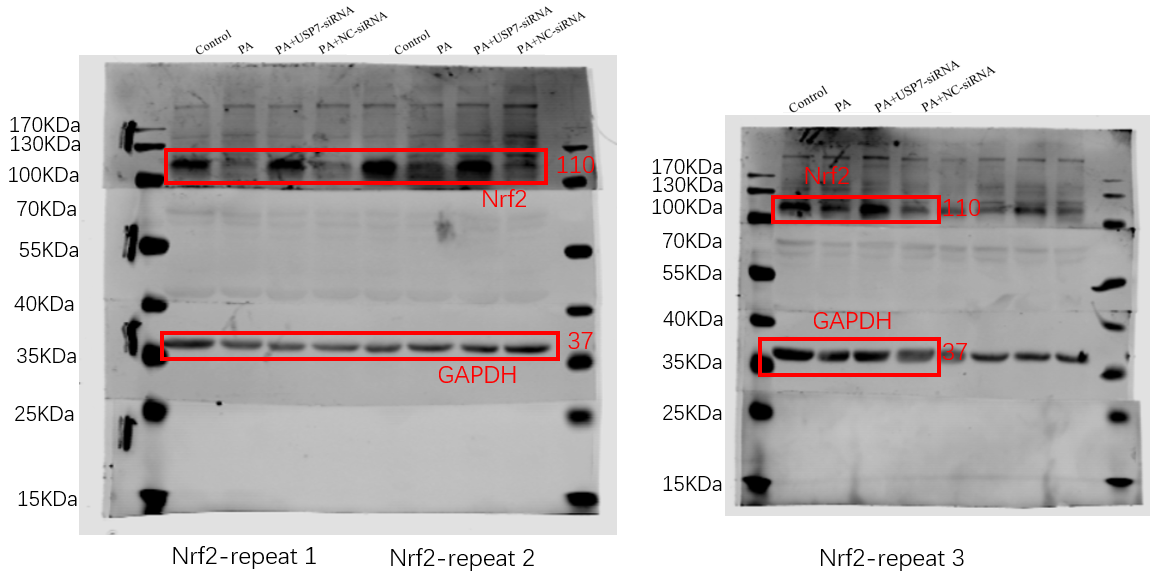 Control PA PA+USP7-siRNA PA+NC-siRNA Control PA PA+USP7-siRNA PA+NC-siRNA
170KDa
130KDa
100KDa
70KDa
55KDa
40KDa
35KDa
25KDa
15KDa
110
Nrf2
37
GAPDH
Nrf2-repeat 1 Nrf2-repeat 2
Control PA PA+USP7-siRNA PA+NC-siRNA
170KDa
130KDa
100KDa
70KDa
55KDa
40KDa
35KDa
25KDa
15KDa
Nrf2
110
GAPDH
37
Nrf2-repeat 3